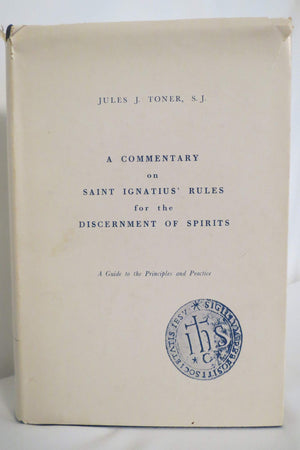 JULES J. TONER, S.J.
A COMMENTARY
on
SAINT IGNATIUS' RULES
for the
DISCERNMENT OF SPIRITS
A Guide to the Principles and Practice
IHS